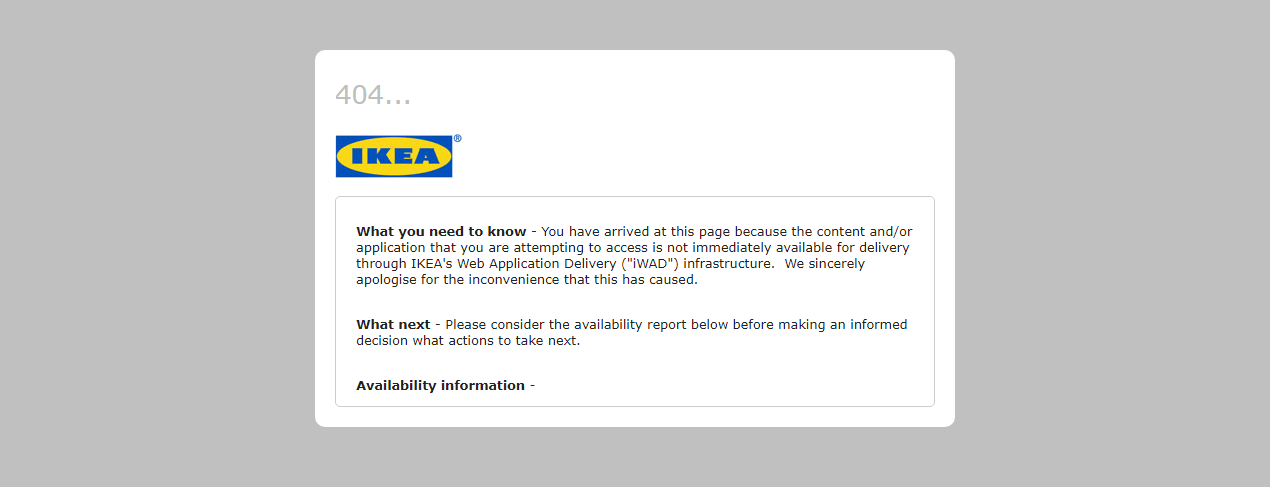 404...
IKEA®
What you need to know - You have arrived at this page because the content and/or
application that you are attempting to access is not immediately available for delivery
through IKEA's Web Application Delivery ("iWAD") infrastructure.  We sincerely
apologise for the inconvenience that this has caused.
What next - Please consider the availability report below before making an informed
decision what actions to take next.
Availability information -